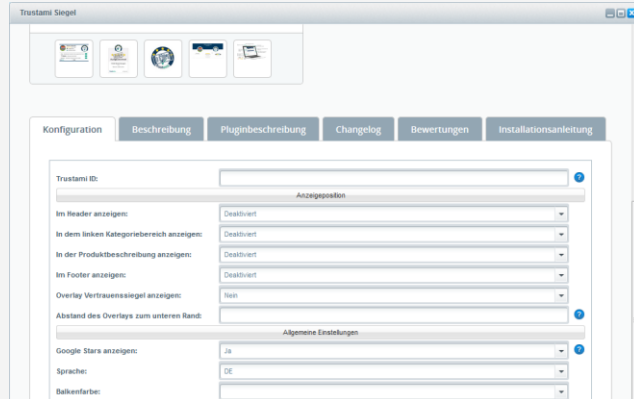 Trustami Siegel
Konfiguration
Beschreibung
Pluginbeschreibung
Changelog
Bewertungen
Installationsanleitung
Trustami ID:
Anzeigeposition
Im Header anzeigen: Deaktiviert
In dem linken Kategoriebereich anzeigen: Deaktiviert
In der Produktbeschreibung anzeigen: Deaktiviert
Im Footer anzeigen: Deaktiviert
Overlay Vertrauenssiegel anzeigen: Nein
Abstand des Overlays zum unteren Rand:
Allgemeine Einstellungen
Google Stars anzeigen: Ja
Sprache: DE
Balkenfarbe: